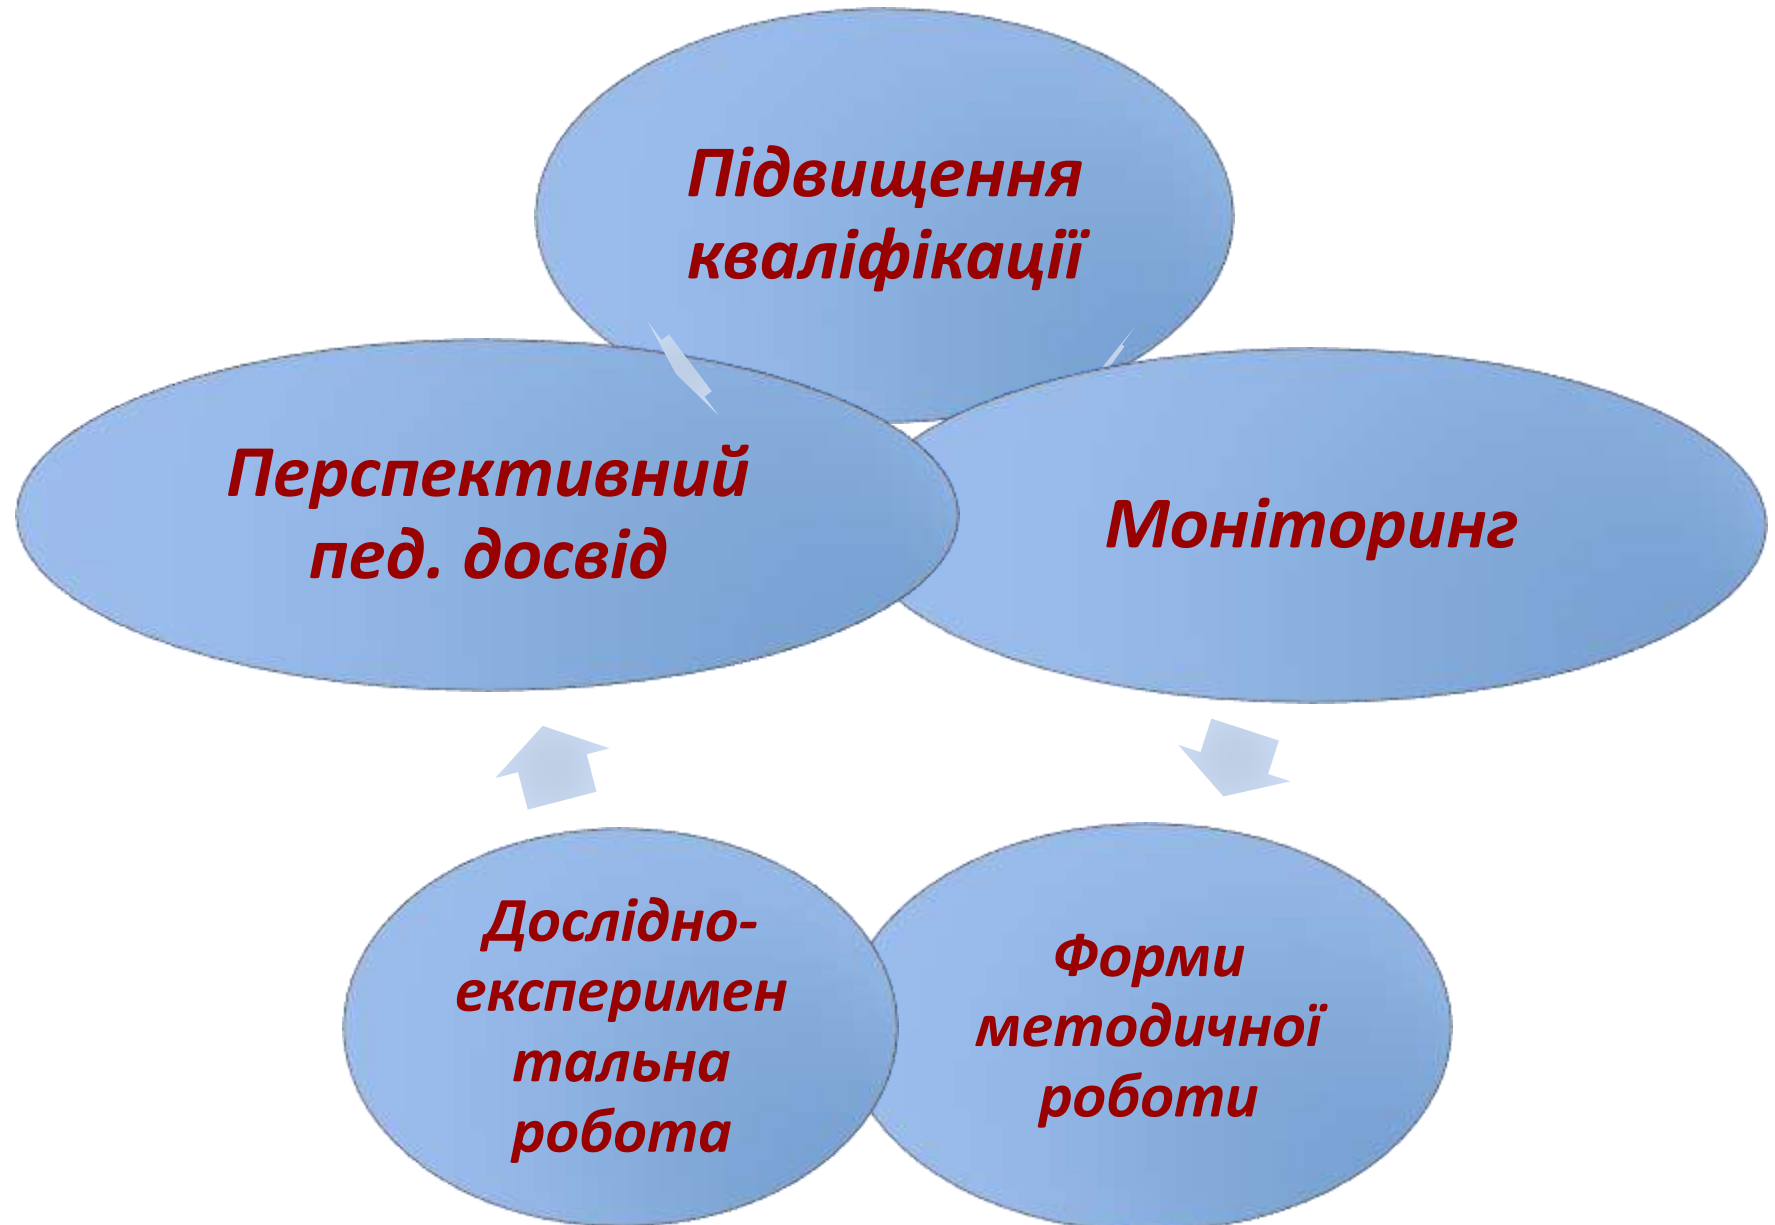 Підвищення
кваліфікації
Перспективний
пед. досвід
Моніторинг
Дослідно-
експеримен
тальна
робота
Форми
методичної
роботи